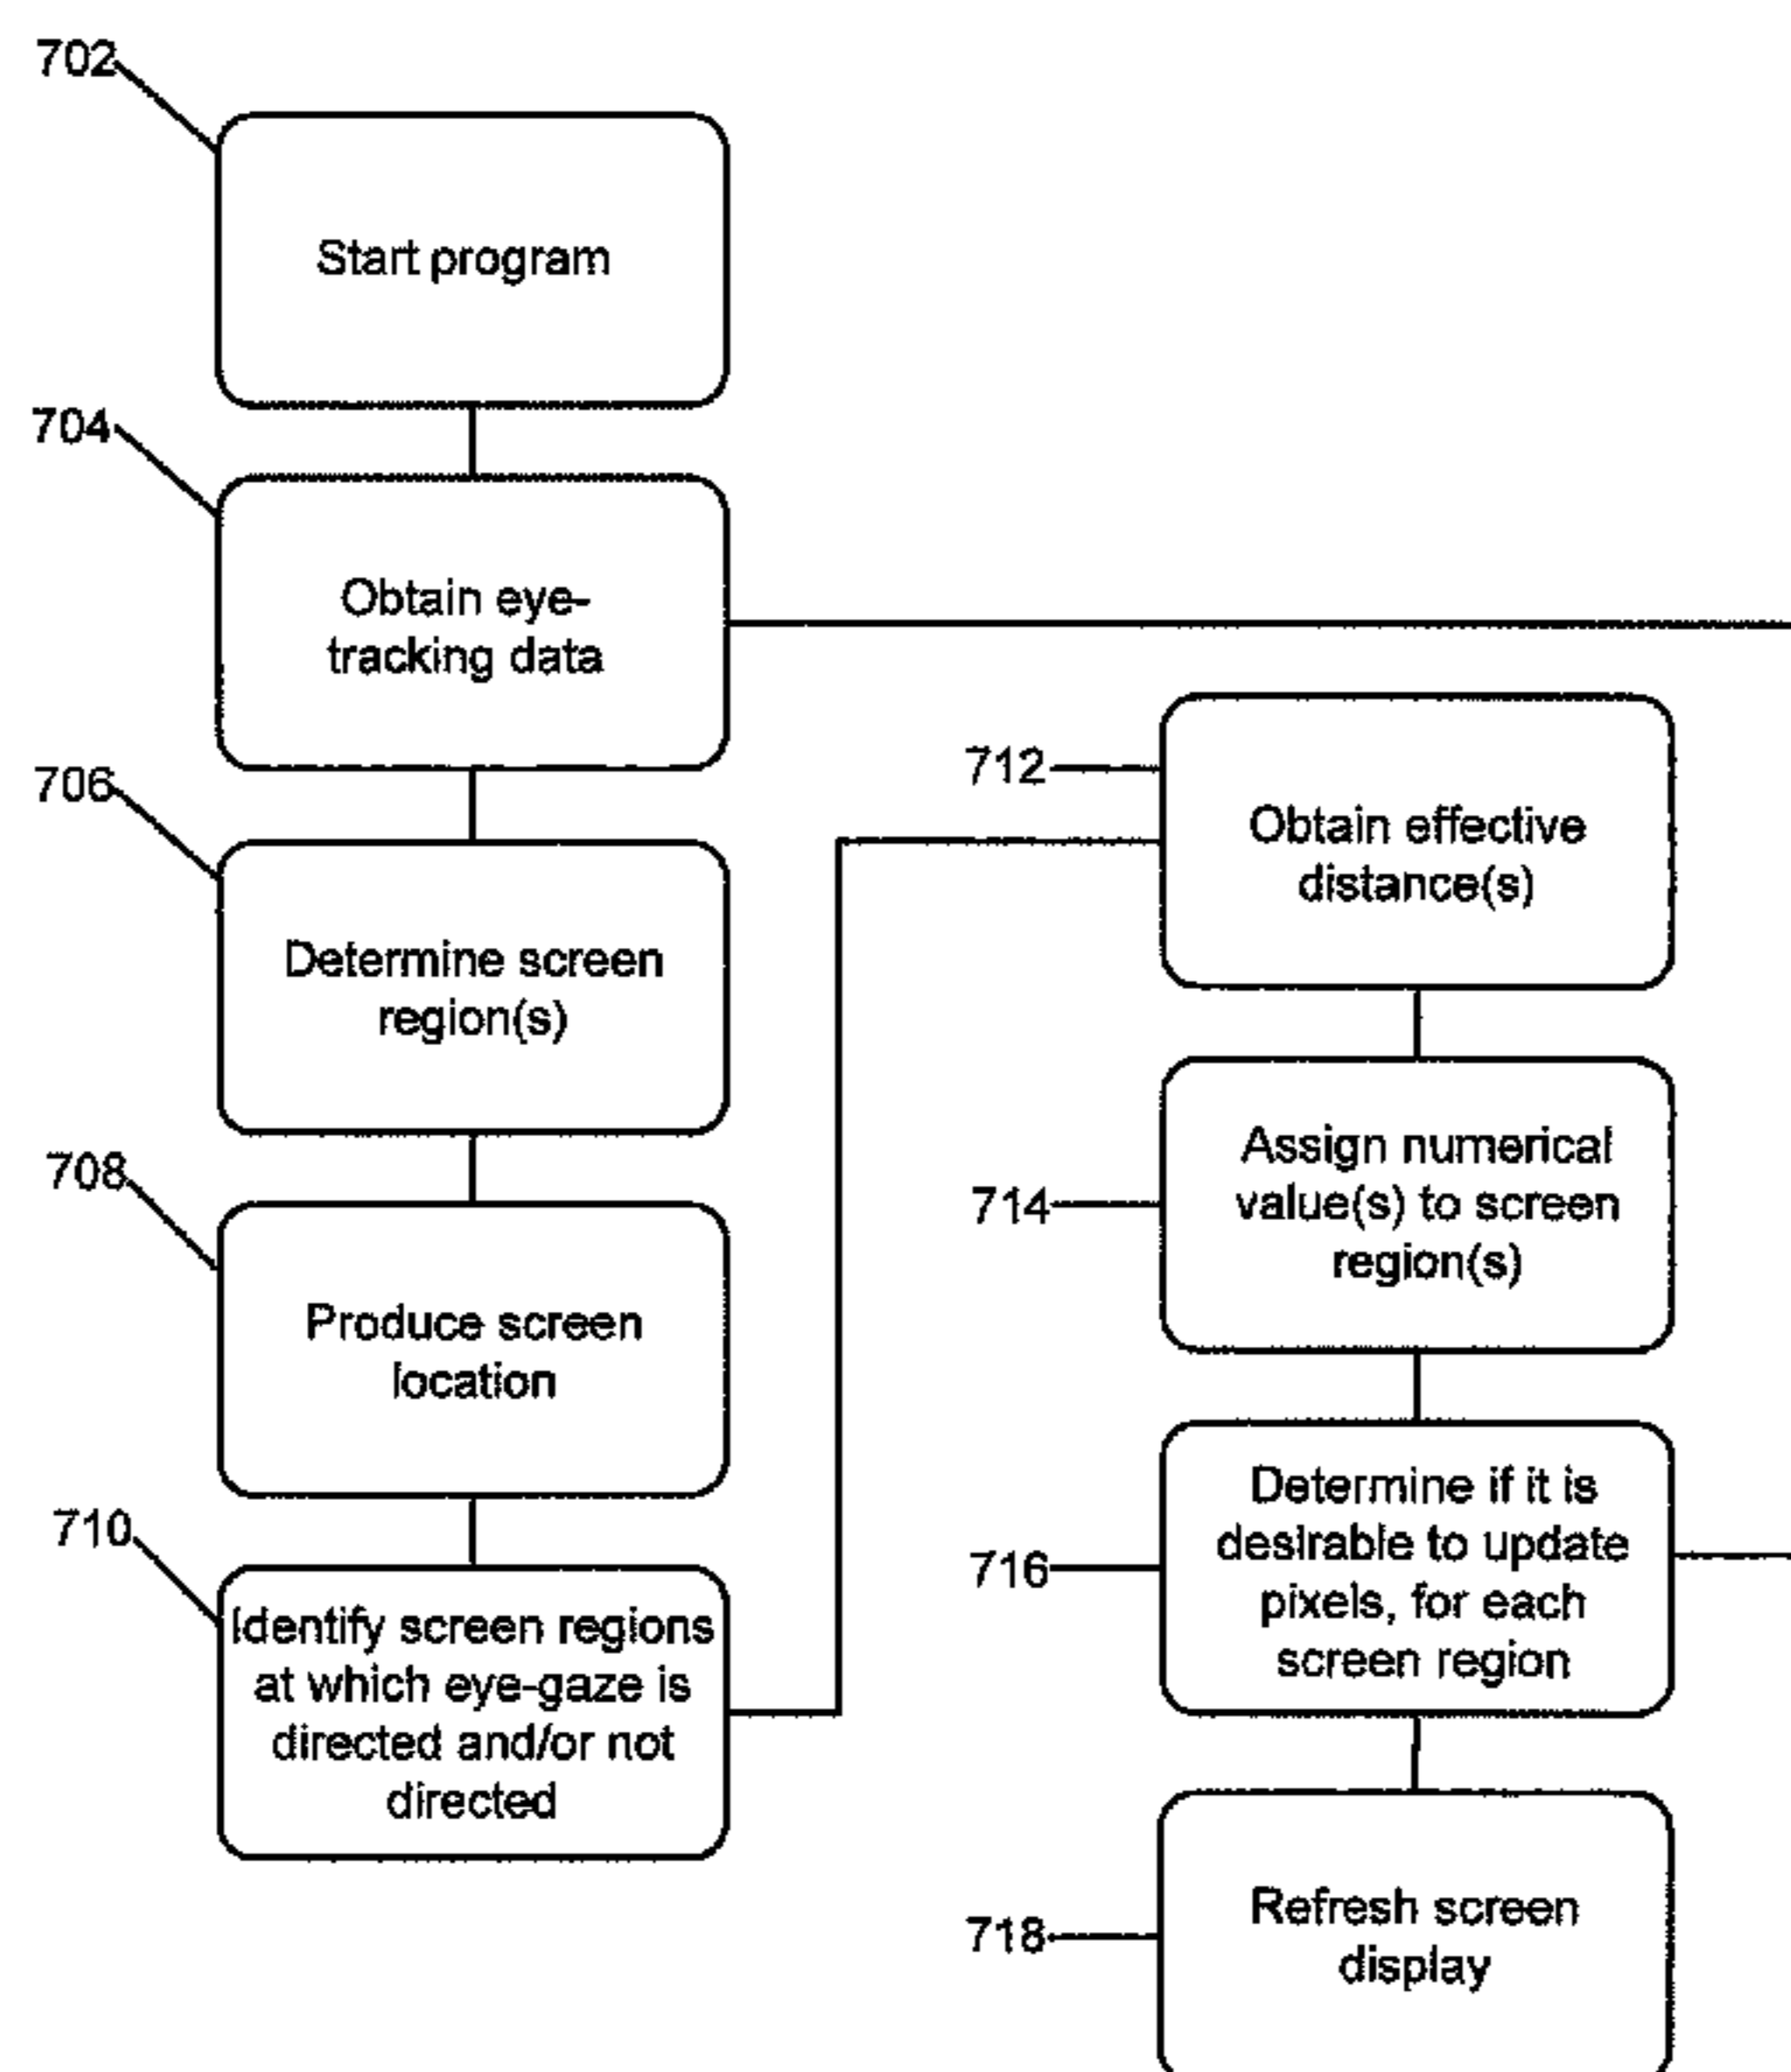 702
Start program
704
Obtain eye-
tracking data
706
Determine screen
region(s)
708
Produce screen
location
710
Identify screen regions
at which eye-gaze is
directed and/or not
directed
712
Obtain effective
distance(s)
714
Assign numerical
value(s) to screen
region(s)
716
Determine if it is
desirable to update
pixels, for each
screen region
718
Refresh screen
display